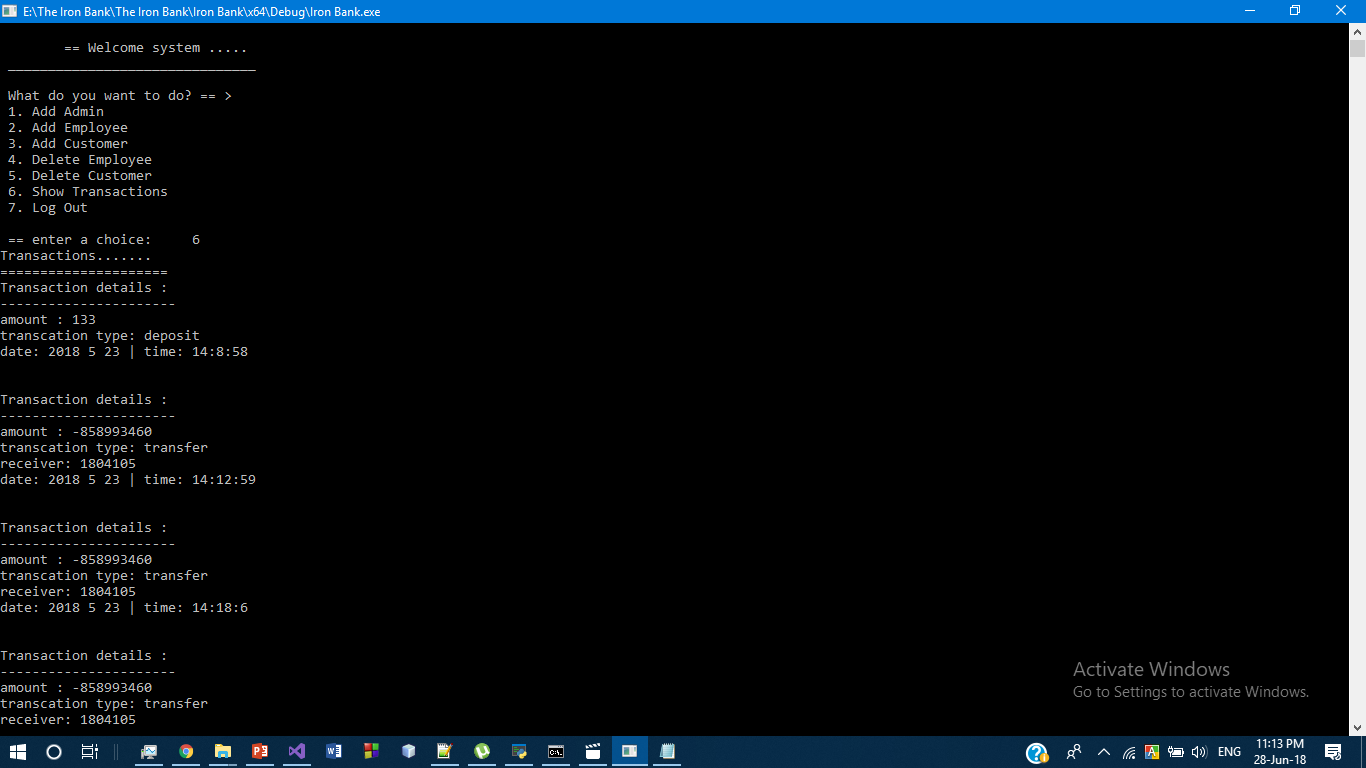 E:\The Iron Bank\The Iron Bank\Iron Bank\x64\Debug\Iron Bank.exe
== Welcome system .....
_______________________________
What do you want to do? == >
1. Add Admin
2. Add Employee
3. Add Customer
4. Delete Employee
5. Delete Customer
6. Show Transactions
7. Log Out
== enter a choice:     6
Transactions.......
=====================
Transaction details :
----------------------
amount : 133
transcation type: deposit
date: 2018 5 23 | time: 14:8:58
Transaction details :
----------------------
amount : -858993460
transcation type: transfer
receiver: 1804105
date: 2018 5 23 | time: 14:12:59
Transaction details :
----------------------
amount : -858993460
transcation type: transfer
receiver: 1804105
date: 2018 5 23 | time: 14:18:6
Transaction details :
----------------------
amount : -858993460
transcation type: transfer
receiver: 1804105
Activate Windows
Go to Settings to activate Windows.
ENG
11:13 PM
28-Jun-18